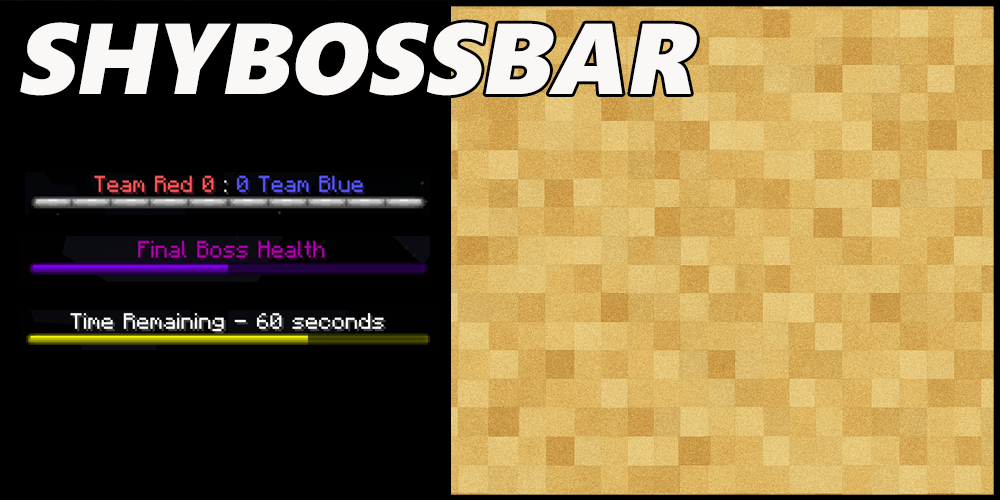 SHYBOSSBAR
Team Red 0 : 0 Team Blue
Final Boss Health
Time Remaining - 60 seconds